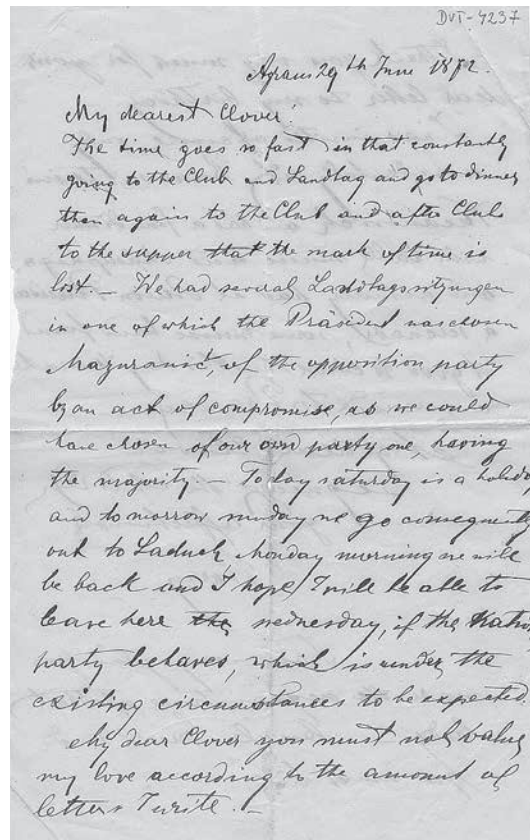 DVT-4237
Agram 29th June 1872.
My dearest Clover!
The time goes so fast in that constantly
going to the Club and Landtag and go to dinner
then again to the Club and after Club
to the supper that the mark of time is
lost. — We had several Landtagssitzungen
in one of which the Präsident was chosen
Mazuranić, of the opposition party
by an act of compromise, as we could
have chosen of our own party one, having
the majority. — To day saturday is a holiday
and to morrow sunday we go consequently
out to Laduch, Monday morning we will
be back and I hope I will be able to
leave here the wednesday, if the
party behaves, which is under the
existing circumstances to be expected.
My dear Clover you must not value
my love according to the amount of
letters I write. —